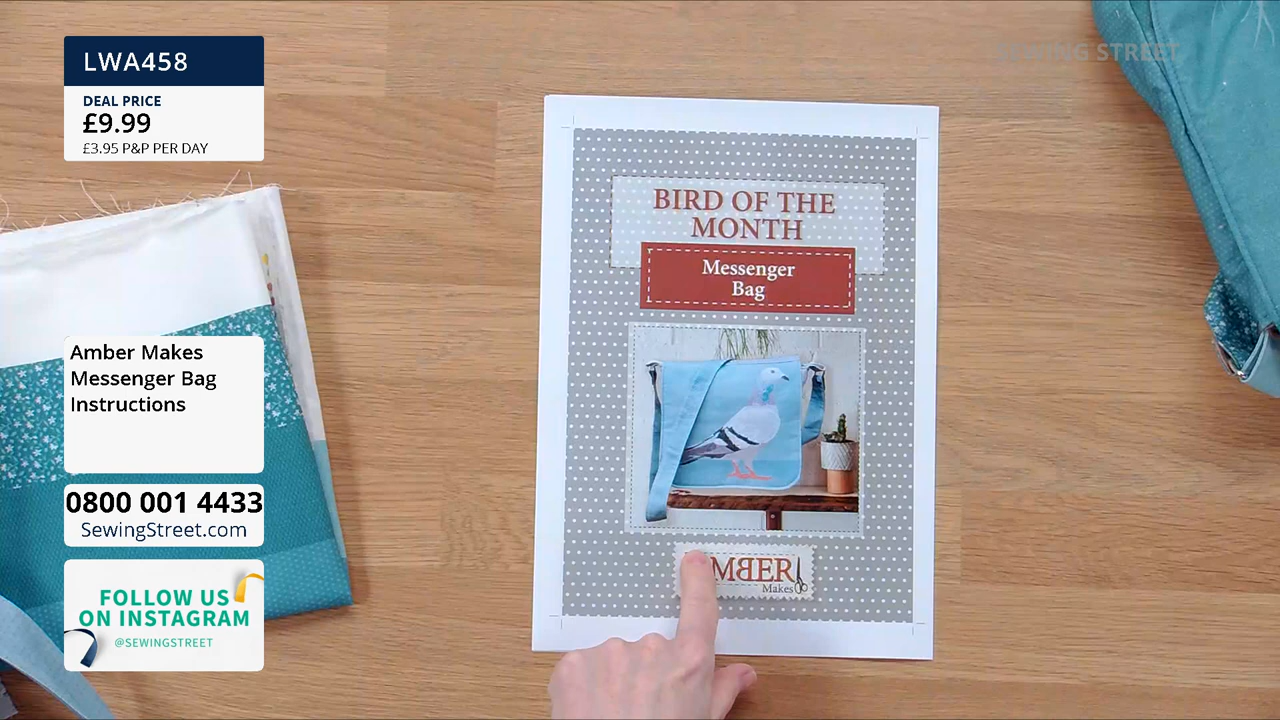 LWA458
DEAL PRICE
£9.99
£3.95 P&P PER DAY
SEWING STREET
BIRD OF THE
MONTH
Messenger
Bag
Amber Makes
Messenger Bag
Instructions
0800 001 4433
SewingStreet.com
FOLLOW US
ON INSTAGRAM
@SEWINGSTREET
MBER
Makes